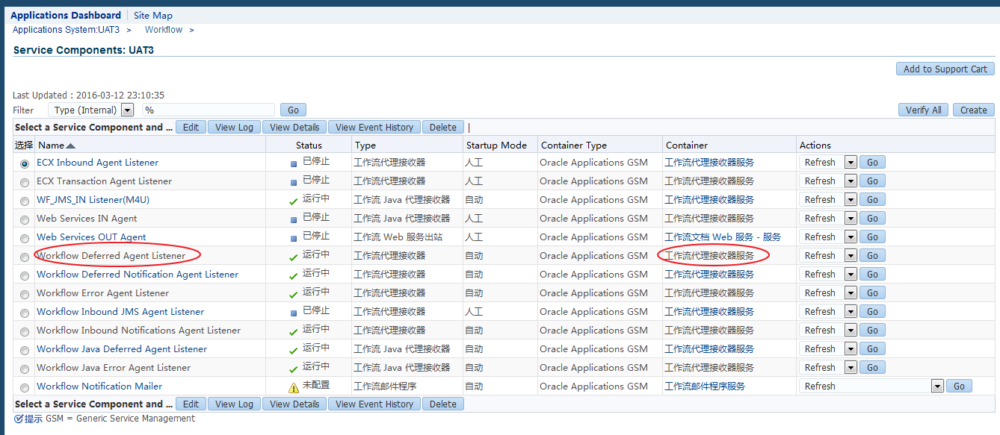 Applications Dashboard Site Map
Applications System:UAT3 > Workflow >
Service Components: UAT3
Add to Support Cart
Last Updated : 2016-03-12 23:10:35
Filter Type (Internal) % Go Verify All Create
Select a Service Component and ... Edit View Log View Details View Event History Delete
选择 Name Status Type Startup Mode Container Type Container Actions
ECX Inbound Agent Listener 已停止 工作流代理接收器 人工 Oracle Applications GSM 工作流代理接收器服务 Refresh Go
ECX Transaction Agent Listener 已停止 工作流代理接收器 人工 Oracle Applications GSM 工作流代理接收器服务 Refresh Go
WF_JMS_IN Listener(M4U) 运行中 工作流 Java 代理接收器 自动 Oracle Applications GSM 工作流代理接收器服务 Refresh Go
Web Services IN Agent 已停止 工作流 Java 代理接收器 人工 Oracle Applications GSM 工作流代理接收器服务 Refresh Go
Web Services OUT Agent 已停止 工作流 Web 服务出站 人工 Oracle Applications GSM 工作流文档 Web 服务 - 服务 Refresh Go
Workflow Deferred Agent Listener 运行中 工作流代理接收器 自动 Oracle Applications GSM 工作流代理接收器服务 Refresh Go
Workflow Deferred Notification Agent Listener 运行中 工作流代理接收器 自动 Oracle Applications GSM 工作流代理接收器服务 Refresh Go
Workflow Error Agent Listener 运行中 工作流代理接收器 自动 Oracle Applications GSM 工作流代理接收器服务 Refresh Go
Workflow Inbound JMS Agent Listener 已停止 工作流代理接收器 人工 Oracle Applications GSM 工作流代理接收器服务 Refresh Go
Workflow Inbound Notifications Agent Listener 运行中 工作流代理接收器 自动 Oracle Applications GSM 工作流代理接收器服务 Refresh Go
Workflow Java Deferred Agent Listener 运行中 工作流 Java 代理接收器 自动 Oracle Applications GSM 工作流代理接收器服务 Refresh Go
Workflow Java Error Agent Listener 运行中 工作流 Java 代理接收器 自动 Oracle Applications GSM 工作流代理接收器服务 Refresh Go
Workflow Notification Mailer 未配置 工作流邮件程序 自动 Oracle Applications GSM 工作流邮件程序服务 Refresh Go
Select a Service Component and ... Edit View Log View Details View Event History Delete
提示 GSM = Generic Service Management